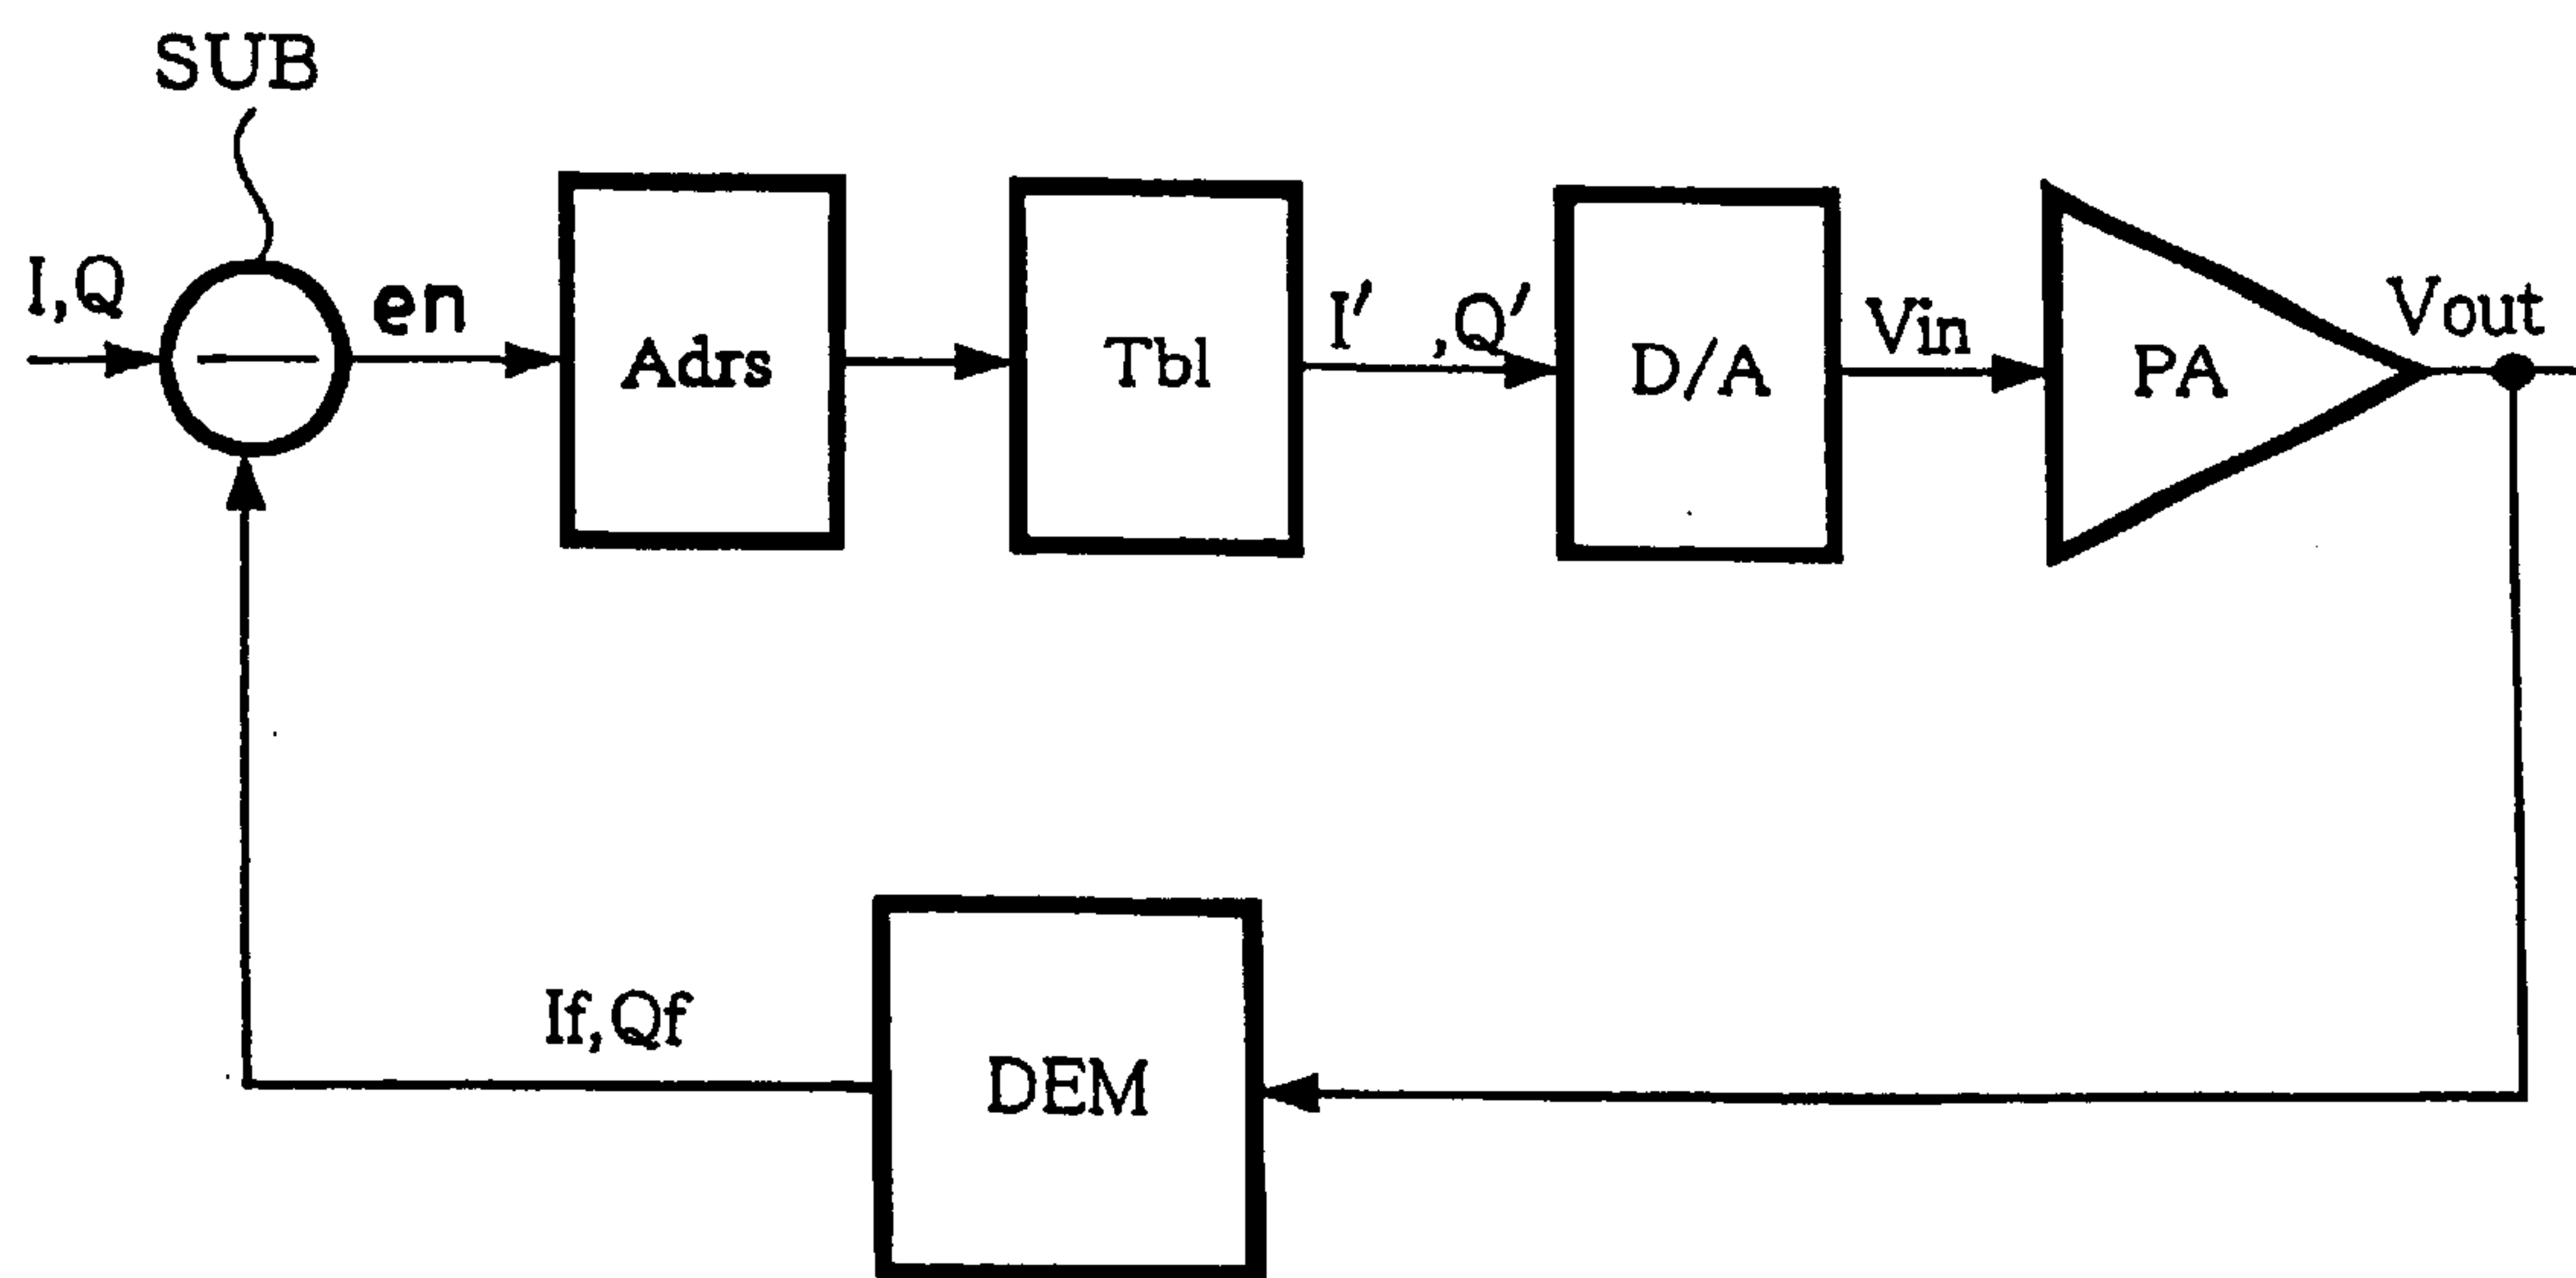 SUB
I,Q
en
Adrs
Tbl
I' ,Q'
D/A
Vin
PA
Vout
If,Qf
DEM